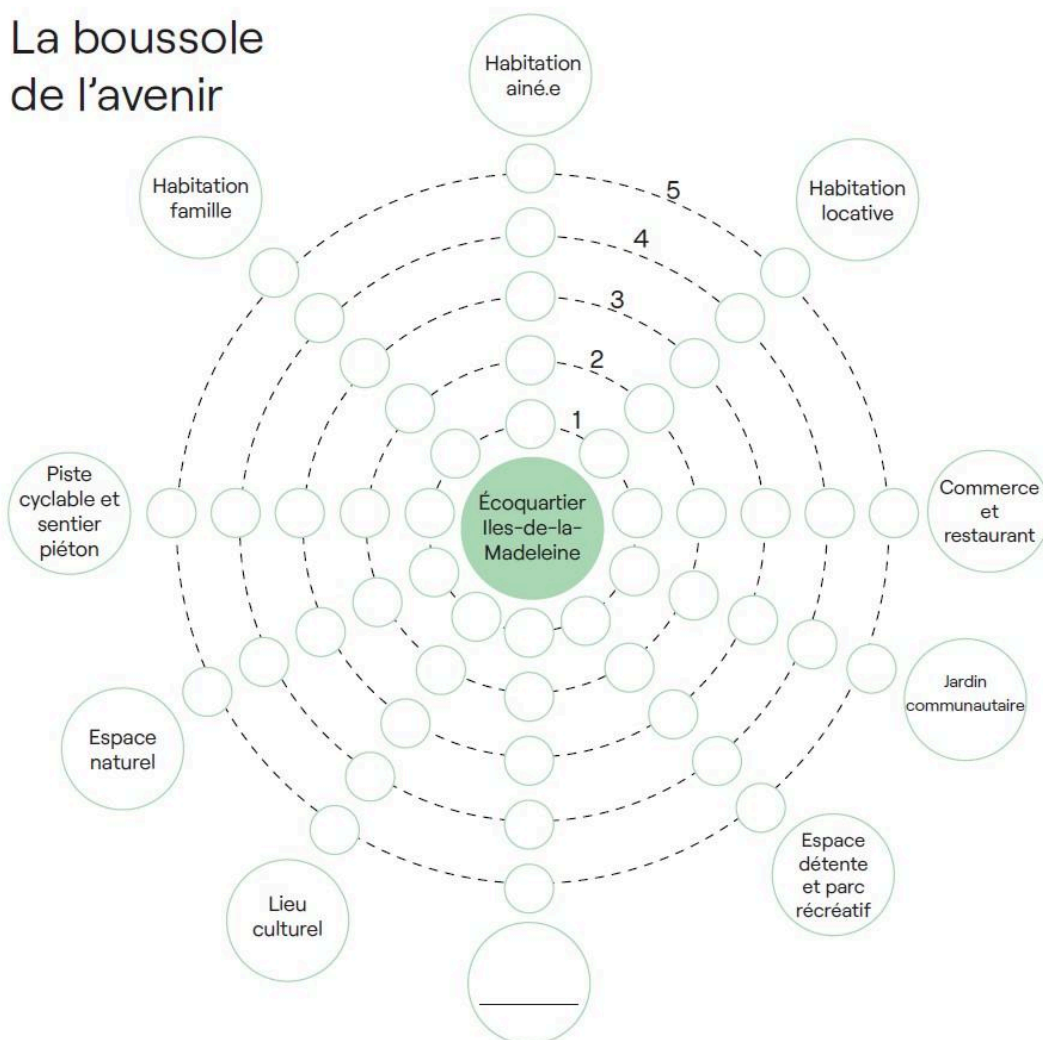 La boussole
de l'avenir
Habitation
ainé.e
Habitation
famille
Habitation
locative
5
4
3
2
1
Piste
cyclable et
sentier
piéton
Écoquartier
Iles-de-la-
Madeleine
Commerce
et
restaurant
Jardin
communautaire
Espace
naturel
Espace
détente
et parc
récréatif
Lieu
culturel